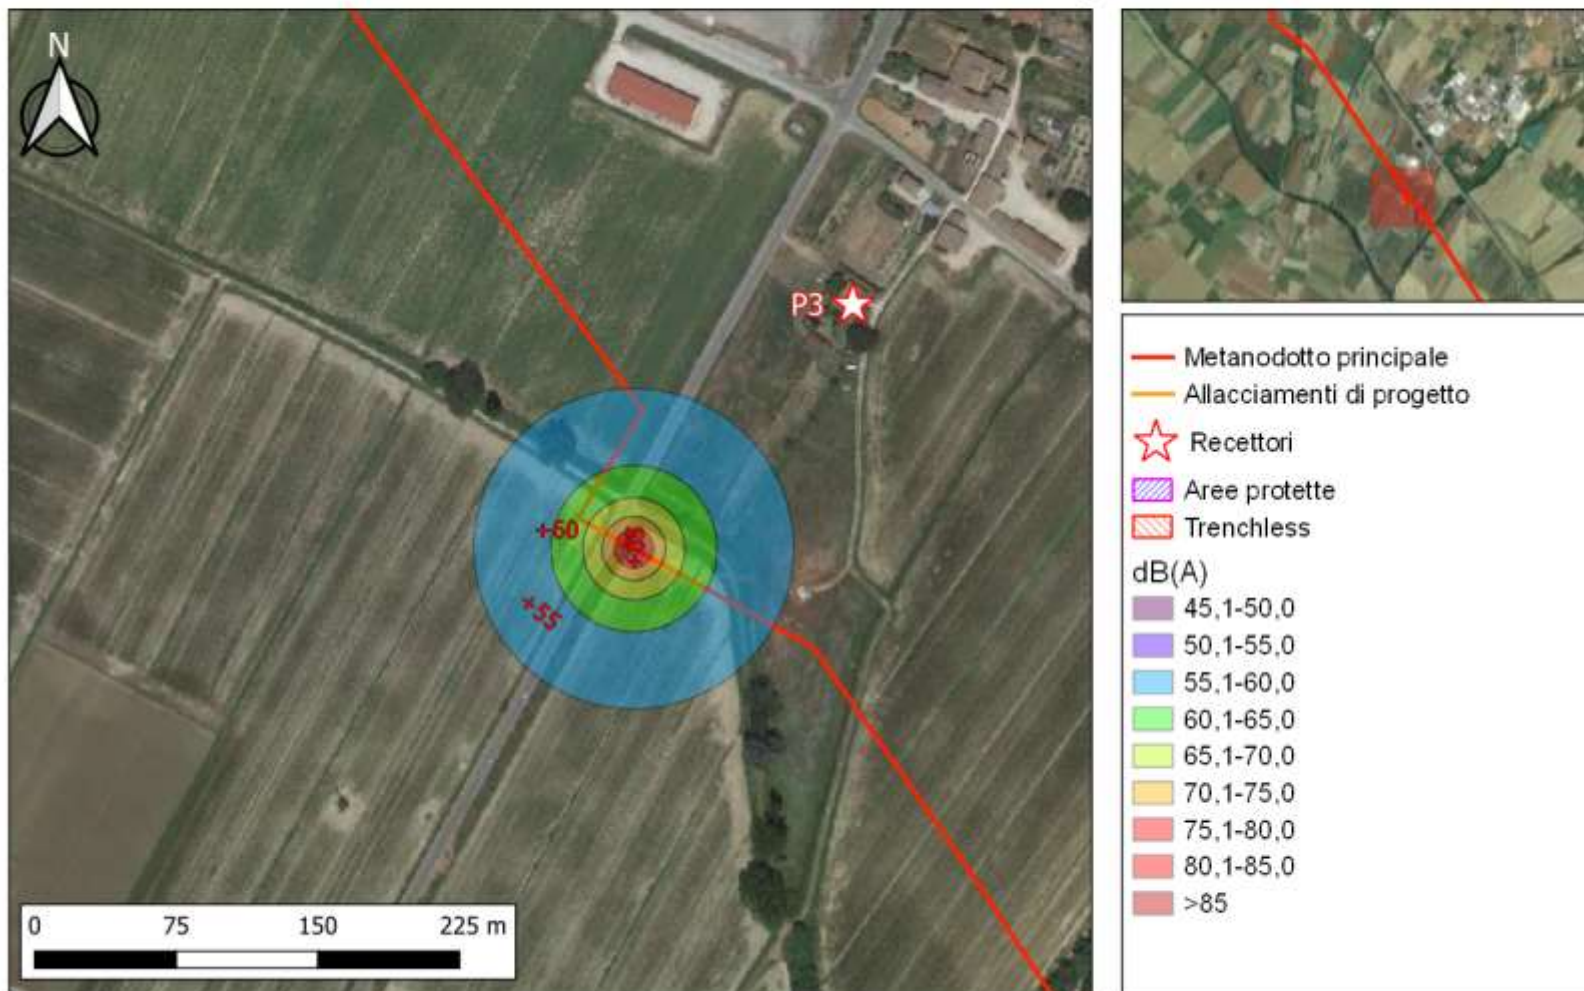 N
P3
+60
+55
0 75 150 225 m
Metanodotto principale
Allacciamenti di progetto
Recettori
Aree protette
Trenchless
dB(A)
45,1-50,0
50,1-55,0
55,1-60,0
60,1-65,0
65,1-70,0
70,1-75,0
75,1-80,0
80,1-85,0
>85